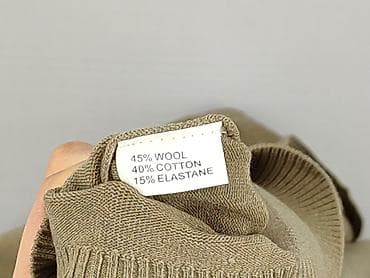 45% WOOL
40% COTTON
15% ELASTANE